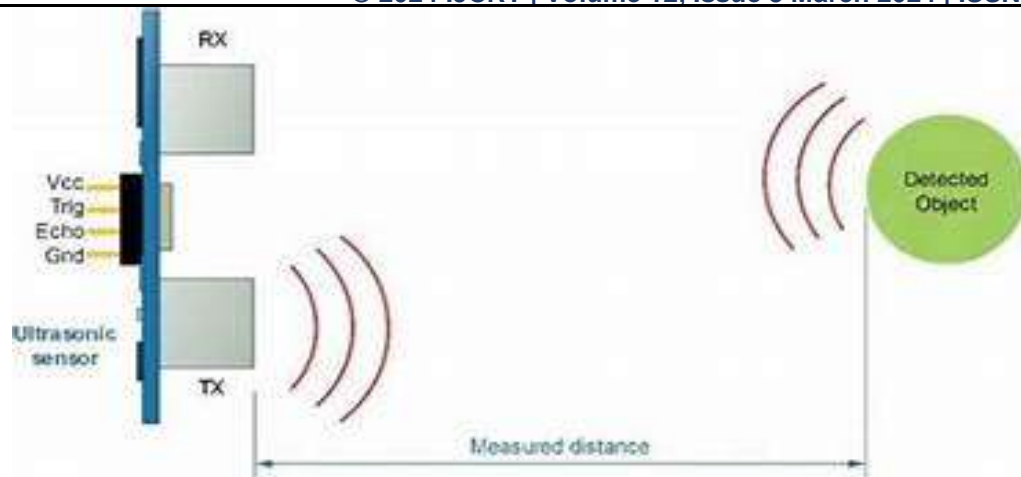 RX
Vcc
Trig
Echo
Gnd
Ultrasonic
sensor
TX
Detected
Object
Measured distance